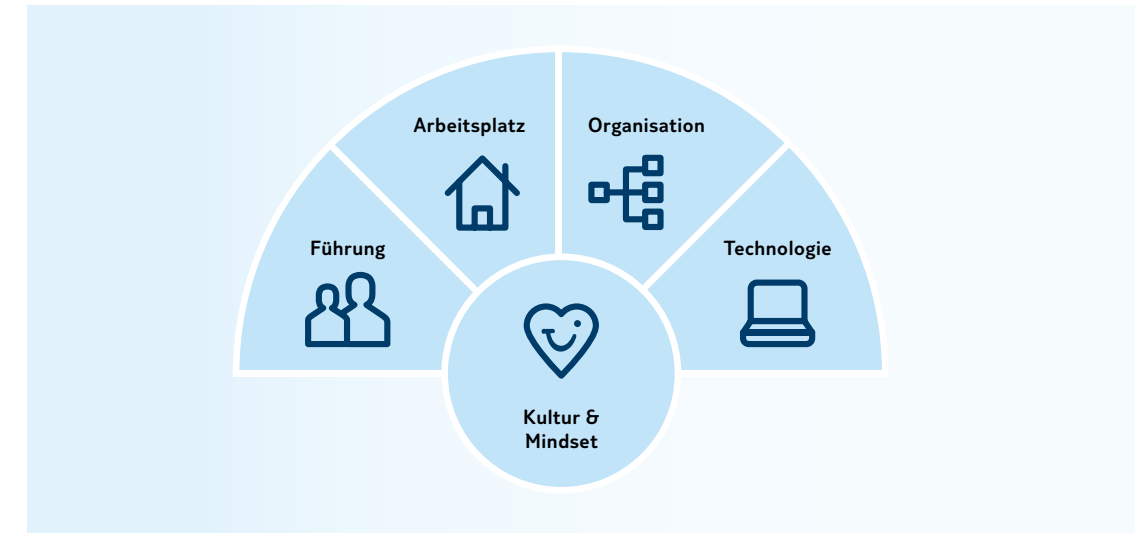 Arbeitsplatz
Organisation
Führung
Technologie
Kultur &
Mindset